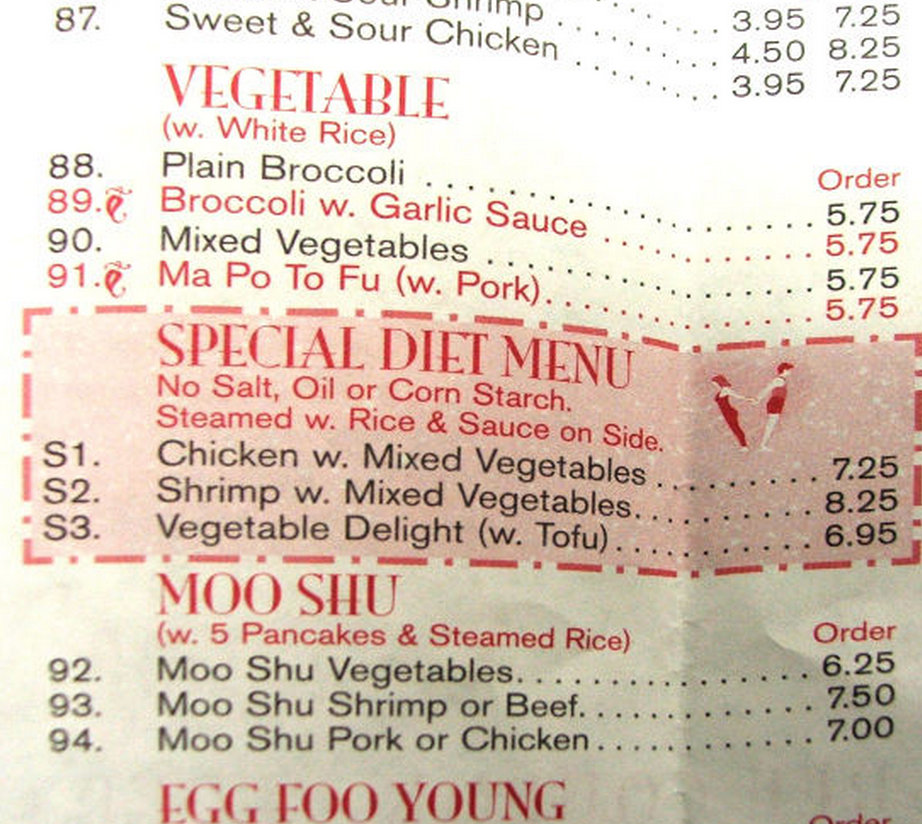 3.95 7.25
Sour Shrimp . . . . . . . . . . 4.50 8.25
87. Sweet & Sour Chicken . . . . . . . . . . 3.95 7.25
VEGETABLE
(w. White Rice) Order
88. Plain Broccoli . . . . . . . . . . 5.75
89. Broccoli w. Garlic Sauce . . . . . . . . . . 5.75
90. Mixed Vegetables . . . . . . . . . . 5.75
91. Ma Po To Fu (w. Pork) . . . . . . . . . . 5.75
SPECIAL DIET MENU
No Salt, Oil or Corn Starch.
Steamed w. Rice & Sauce on Side.
S1. Chicken w. Mixed Vegetables . . . . . . . . . . 7.25
S2. Shrimp w. Mixed Vegetables . . . . . . . . . . 8.25
S3. Vegetable Delight (w. Tofu) . . . . . . . . . . 6.95
MOO SHU
(w. 5 Pancakes & Steamed Rice) Order
92. Moo Shu Vegetables . . . . . . . . . . 6.25
93. Moo Shu Shrimp or Beef . . . . . . . . . . 7.50
94. Moo Shu Pork or Chicken . . . . . . . . . . 7.00
EGG FOO YOUNG
Order